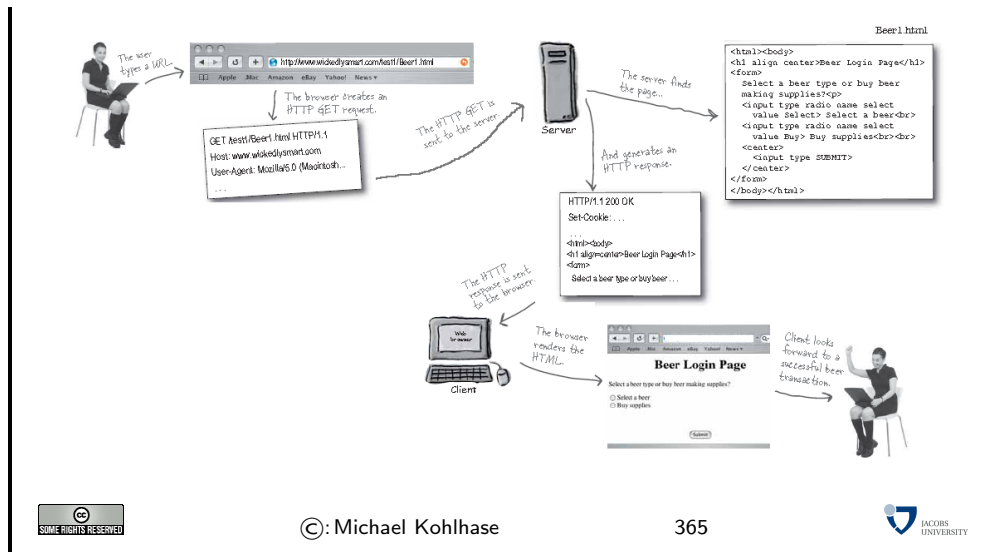 The user
types a URL.
http://www.wickedlysmart.com/test1/Beer1.html
Apple .Mac Amazon eBay Yahoo! News ▾
The browser creates an
HTTP GET request.
GET /test1/Beer1.html HTTP/1.1
Host: www.wickedlysmart.com
User-Agent: Mozilla/5.0 (Macintosh...
. . .
The HTTP GET is
sent to the server.
Server
The server finds
the page...
Beer1.html
<html><body>
<h1 align center>Beer Login Page</h1>
<form>
Select a beer type or buy beer
making supplies?<p>
<input type radio name select
value Select> Select a beer<br>
<input type radio name select
value Buy> Buy supplies<br><br>
<center>
<input type SUBMIT>
</center>
</form>
</body></html>
And generates an
HTTP response.
HTTP/1.1 200 OK
Set-Cookie: . . .
. . .
<html><body>
<h1 align=center>Beer Login Page</h1>
<form>
Select a beer type or buy beer . . .
The HTTP
response is sent
to the browser.
Web
browser
Client
The browser
renders the
HTML.
Apple Mac Amazon eBay Yahoo! News ▾
Beer Login Page
Select a beer type or buy beer making supplies?
Select a beer
Buy supplies
Submit
Client looks
forward to a
successful beer
transaction.
cc
SOME RIGHTS RESERVED
©: Michael Kohlhase
365
JACOBS
UNIVERSITY